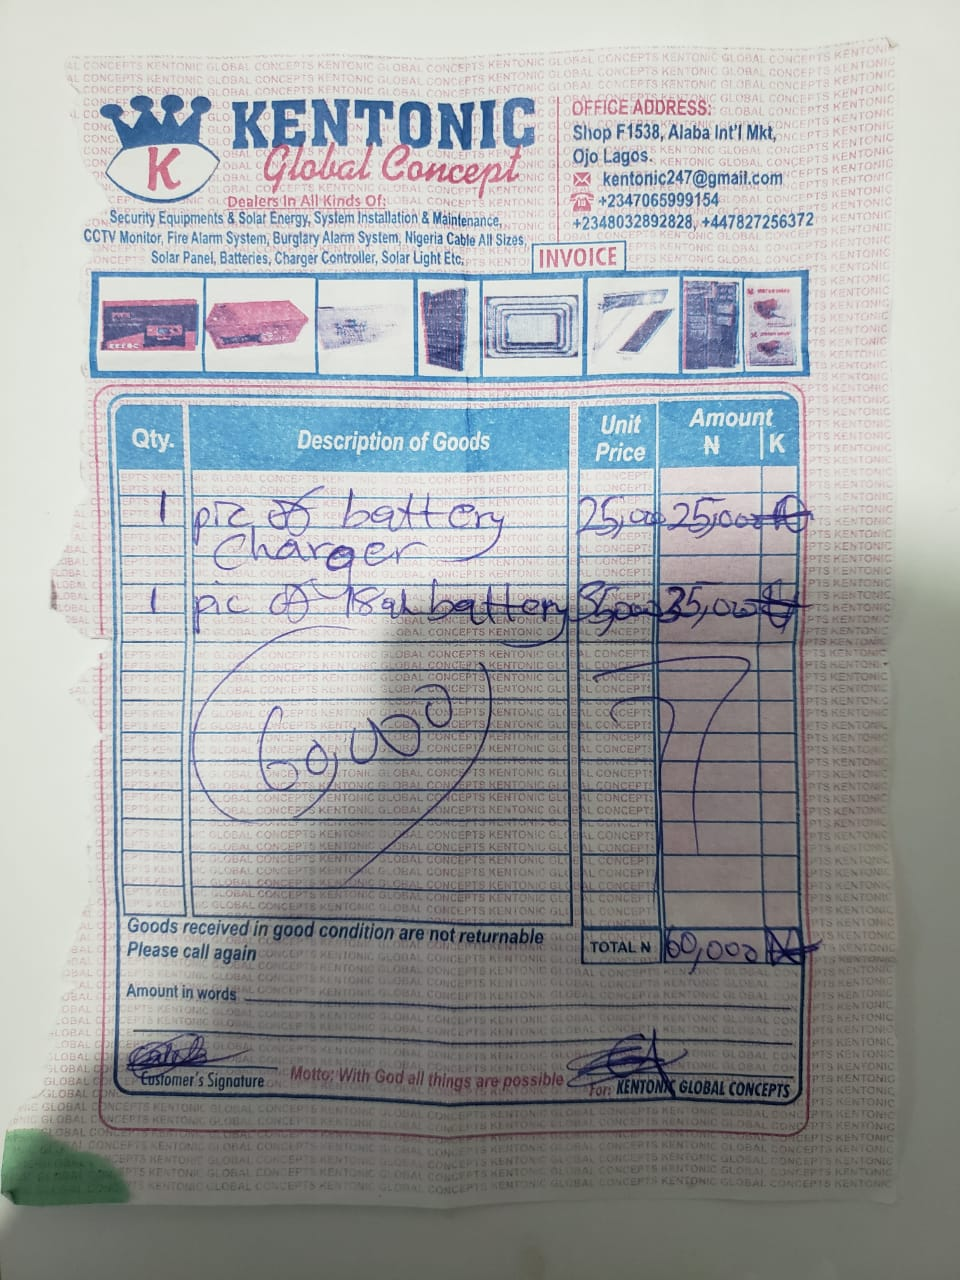 KENTONIC
Global Concept
K
Dealers In All Kinds Of:
Security Equipments & Solar Energy, System Installation & Maintenance,
CCTV Monitor, Fire Alarm System, Burglary Alarm System, Nigeria Cable All Sizes,
Solar Panel, Batteries, Charger Controller, Solar Light Etc.
OFFICE ADDRESS:
Shop F1538, Alaba Int'l Mkt,
Ojo Lagos.
kentonic247@gmail.com
+2347065999154
+2348032892828, +447827256372
INVOICE
Qty. Description of Goods Unit Price Amount ₦ K
1 pic of battery 25,000 25,000
Charger
1 pic of 18ah battery 35,000 35,000
60,000
Goods received in good condition are not returnable
Please call again
TOTAL N 60,000
Amount in words
Customer's Signature
Motto: With God all things are possible
For: KENTONIC GLOBAL CONCEPTS